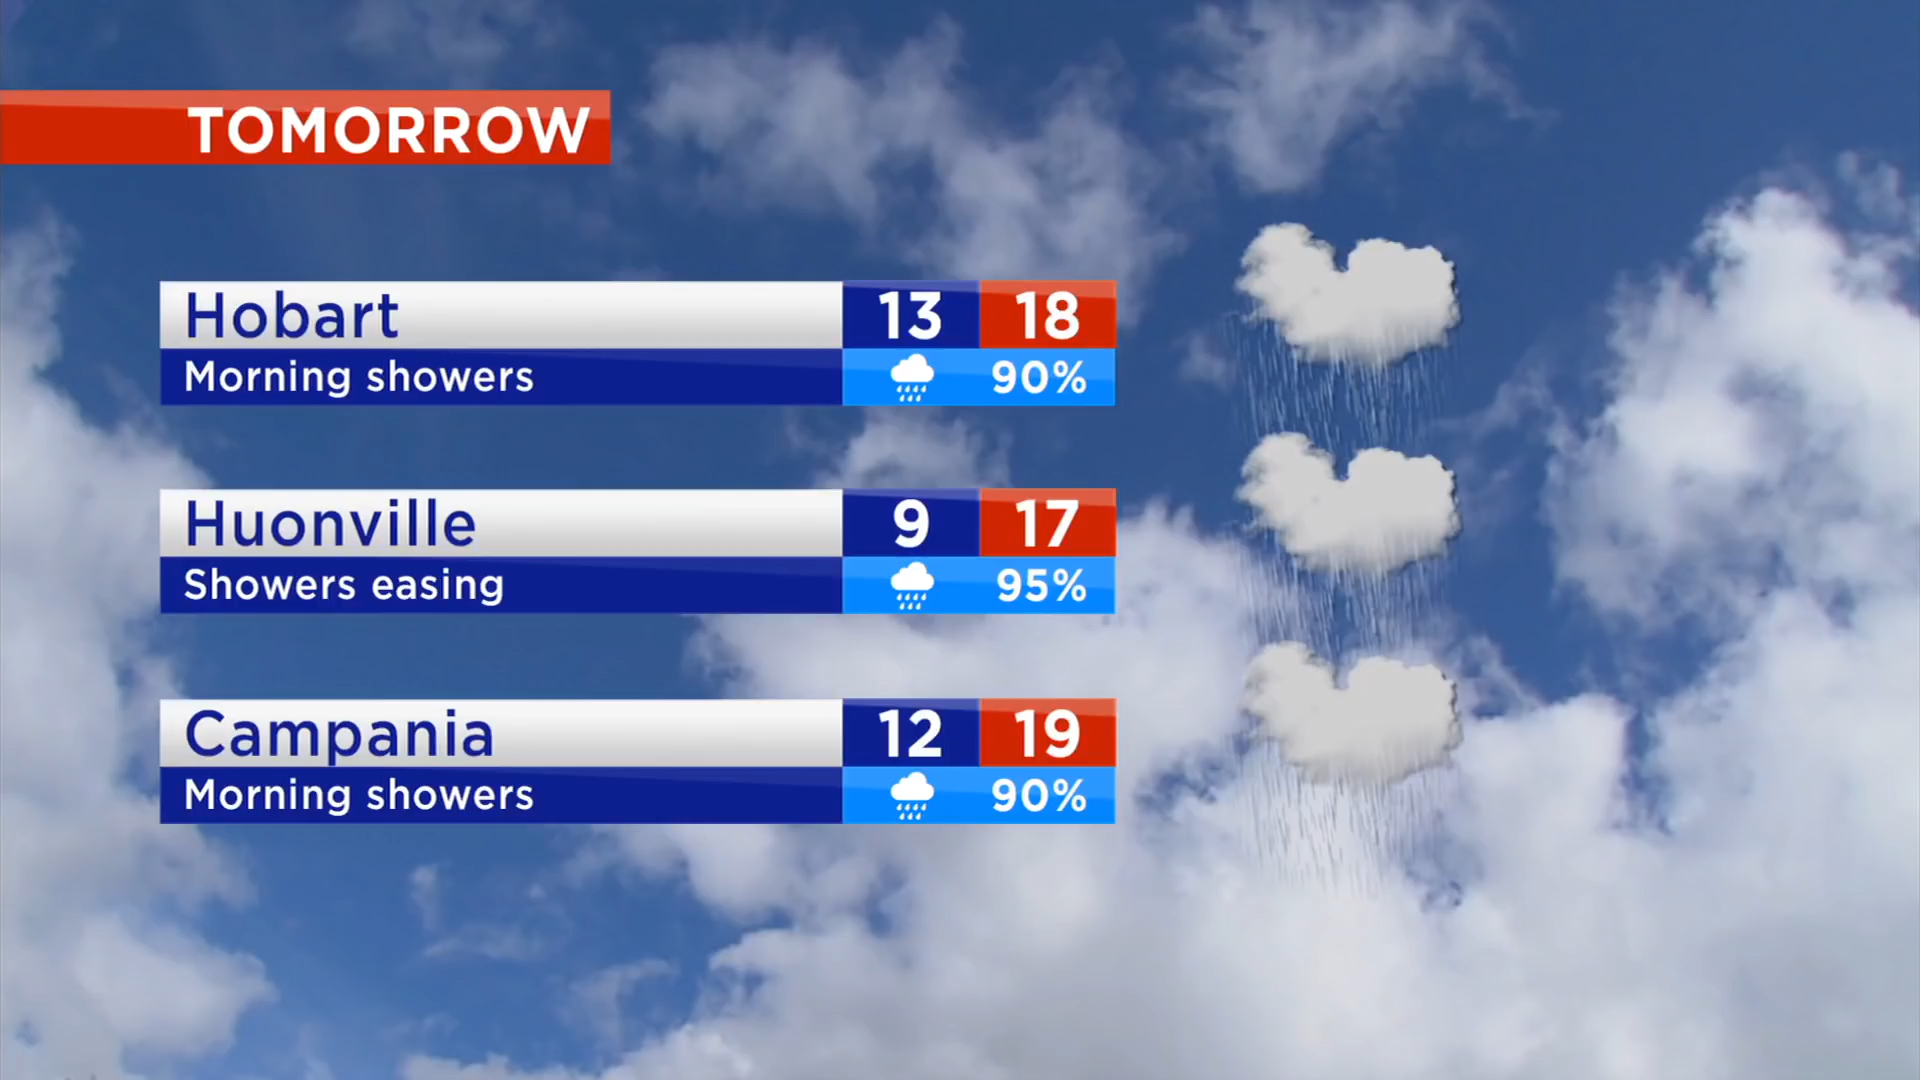 TOMORROW
Hobart 13 18
Morning showers 90%
Huonville 9 17
Showers easing 95%
Campania 12 19
Morning showers 90%